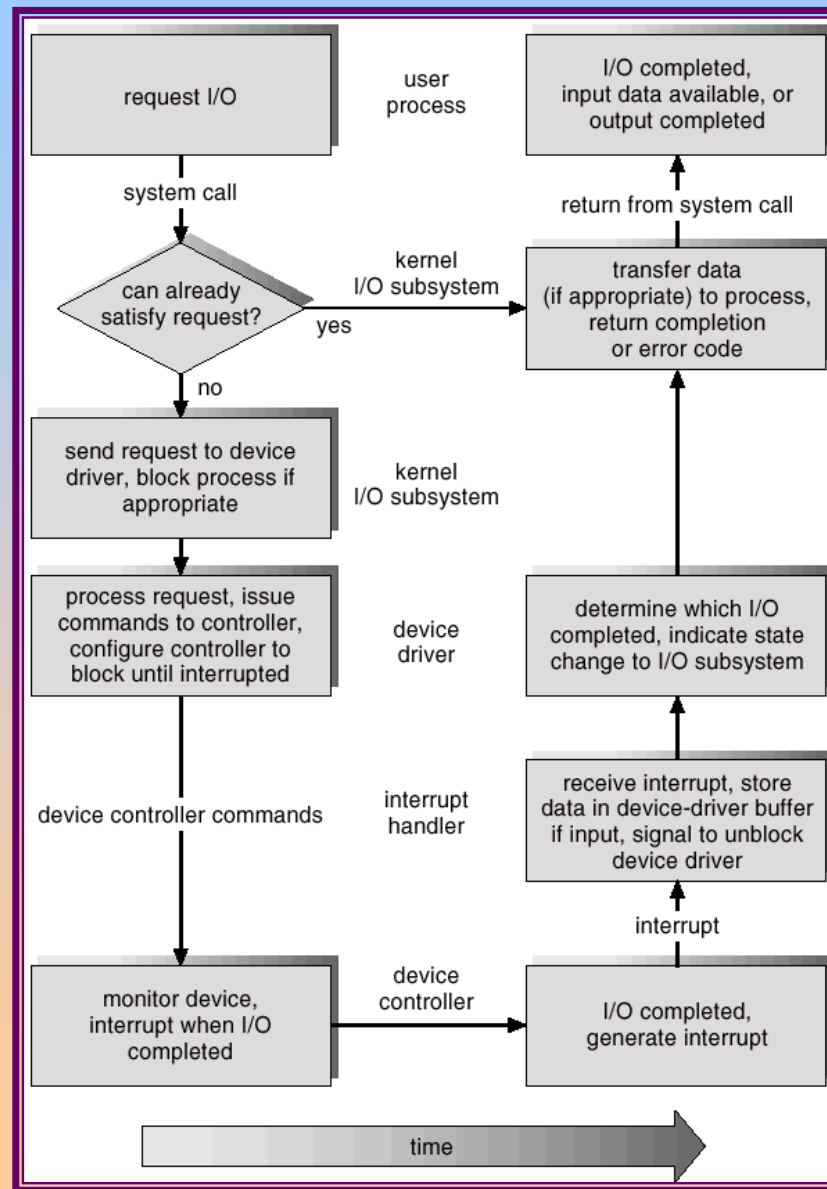 request I/O
user
process
I/O completed,
input data available, or
output completed
system call
return from system call
can already
satisfy request?
kernel
I/O subsystem
yes
transfer data
(if appropriate) to process,
return completion
or error code
no
send request to device
driver, block process if
appropriate
kernel
I/O subsystem
process request, issue
commands to controller,
configure controller to
block until interrupted
device
driver
determine which I/O
completed, indicate state
change to I/O subsystem
device controller commands
interrupt
handler
receive interrupt, store
data in device-driver buffer
if input, signal to unblock
device driver
interrupt
monitor device,
interrupt when I/O
completed
device
controller
I/O completed,
generate interrupt
time